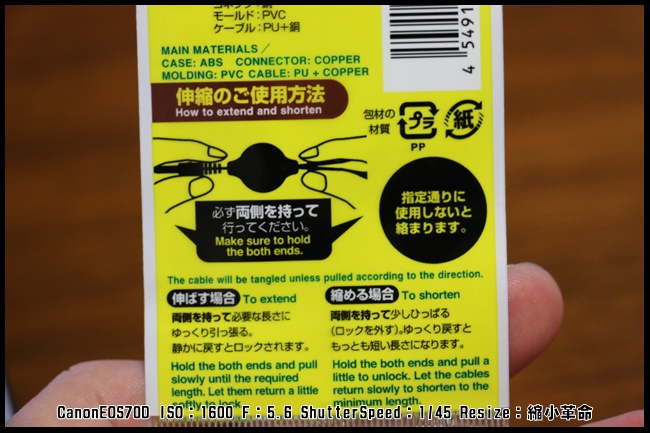 モールド：PVC
ケーブル：PU＋銅
MAIN MATERIALS／
CASE: ABS CONNECTOR: COPPER
MOLDING: PVC CABLE: PU + COPPER
4 5491
伸縮のご使用方法
How to extend and shorten
包材の
材質
プラ
PP
紙
必ず両側を持って
行ってください。
Make sure to hold
the both ends.
指定通りに
使用しないと
絡まります。
The cable will be tangled unless pulled according to the direction.
伸ばす場合 To extend
両側を持って必要な長さに
ゆっくり引っ張る。
静かに戻すとロックされます。
Hold the both ends and pull
slowly until the required
length. Let them return a little
softly to lock.
縮める場合 To shorten
両側を持って少しひっぱる
(ロックを外す)。ゆっくり戻すと
もっとも短い長さになります。
Hold the both ends and pull a
little to unlock. Let the cables
return slowly to shorten to the
minimum length.
CanonEOS70D ISO：1600 F：5.6 ShutterSpeed：1/45 Resize：縮小革命